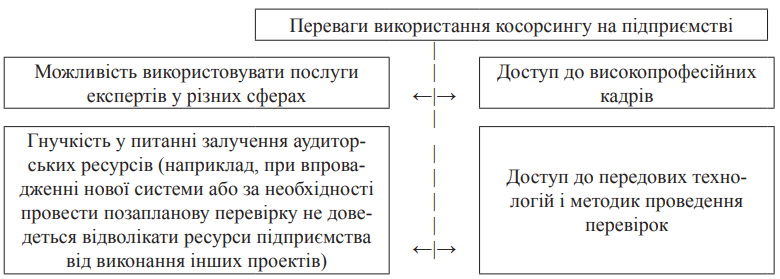 Переваги використання косорсингу на підприємстві
Можливість використовувати послуги
експертів у різних сферах
Доступ до високопрофесійних
кадрів
Гнучкість у питанні залучення аудитор-
ських ресурсів (наприклад, при впрова-
дженні нової системи або за необхідності
провести позапланову перевірку не дове-
деться відволікати ресурси підприємства
від виконання інших проектів)
Доступ до передових техно-
логій і методик проведення
перевірок